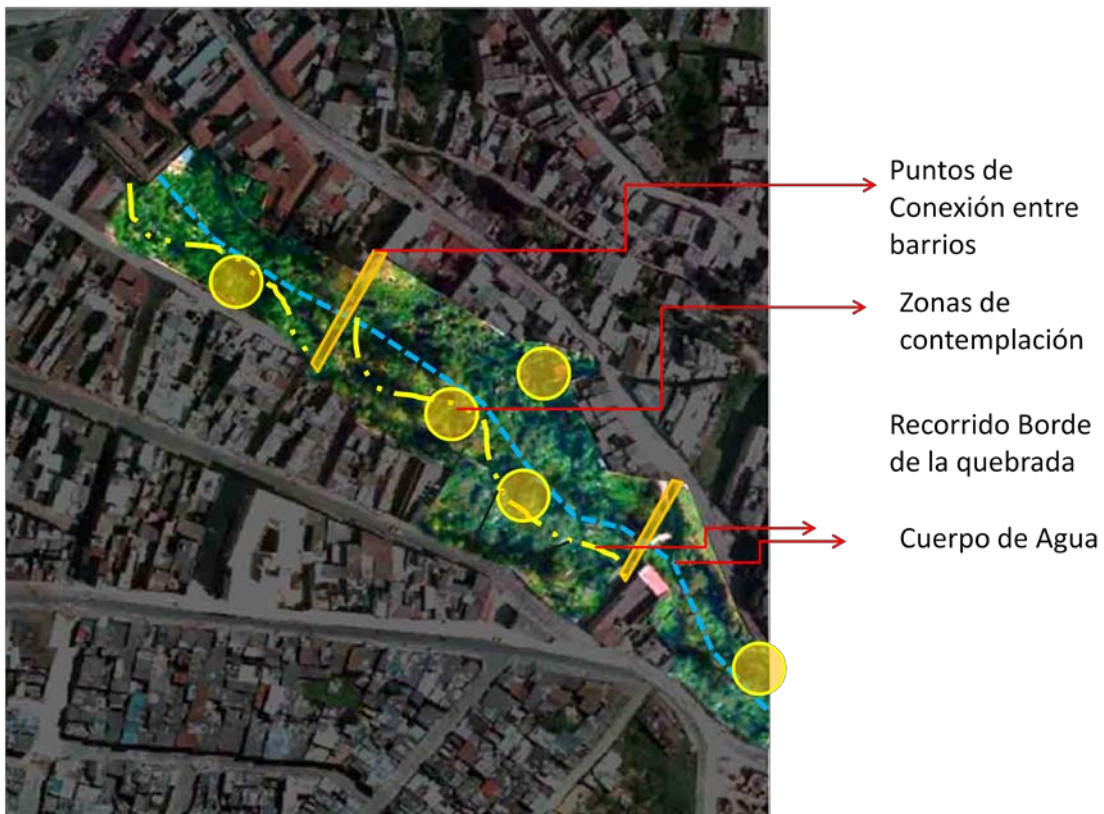 Puntos de
Conexión entre
barrios
Zonas de
contemplación
Recorrido Borde
de la quebrada
Cuerpo de Agua